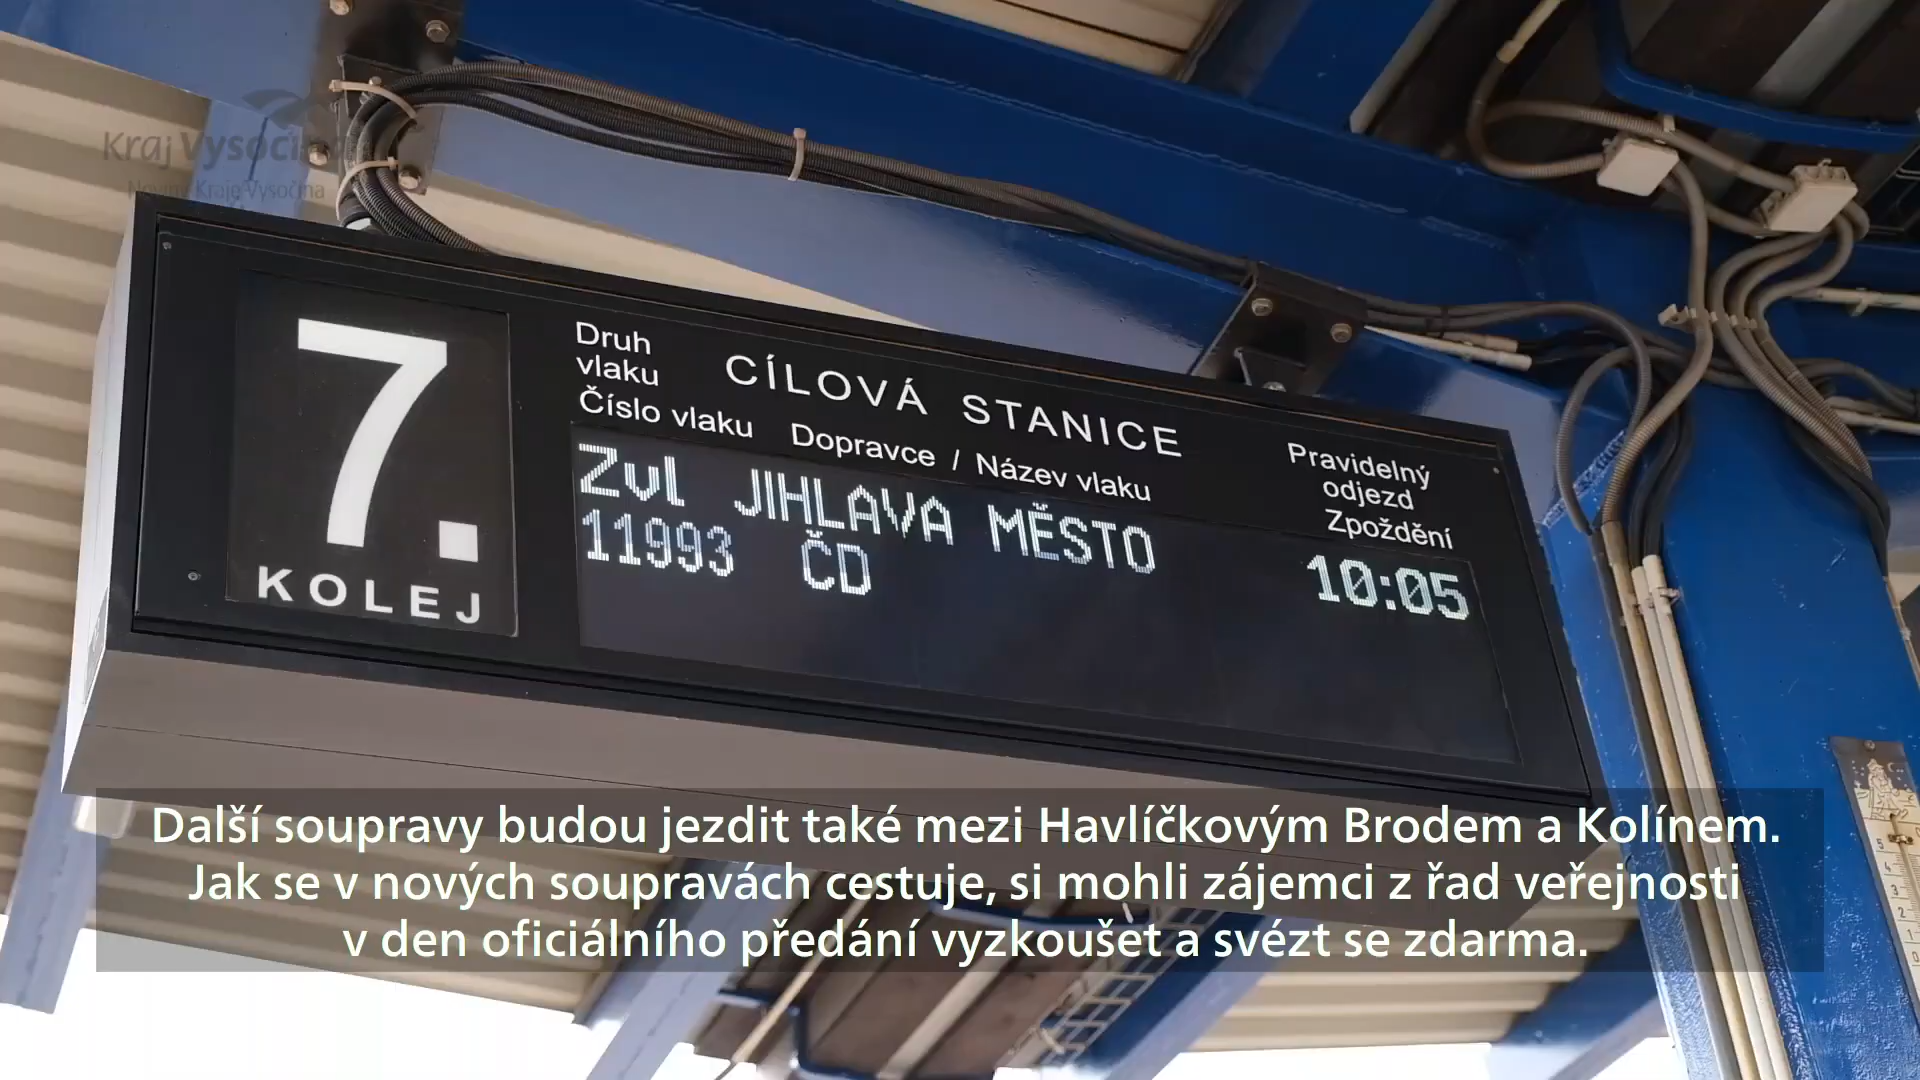 Kraj Vysočina
Noviny Kraje Vysočina
7.
KOLEJ
Druh
vlaku
CÍLOVÁ STANICE
Číslo vlaku
Dopravce / Název vlaku
Pravidelný
odjezd
Zpoždění
Zvl JIHLAVA MĚSTO
11993 ČD
10:05
Další soupravy budou jezdit také mezi Havlíčkovým Brodem a Kolínem.
Jak se v nových soupravách cestuje, si mohli zájemci z řad veřejnosti
v den oficiálního předání vyzkoušet a svézt se zdarma.